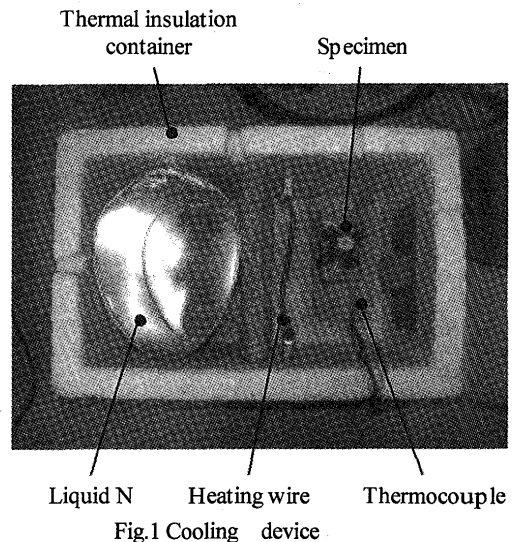 Thermal insulation
container
Specimen
Liquid N
Heating wire
Thermocouple
Fig.1 Cooling device